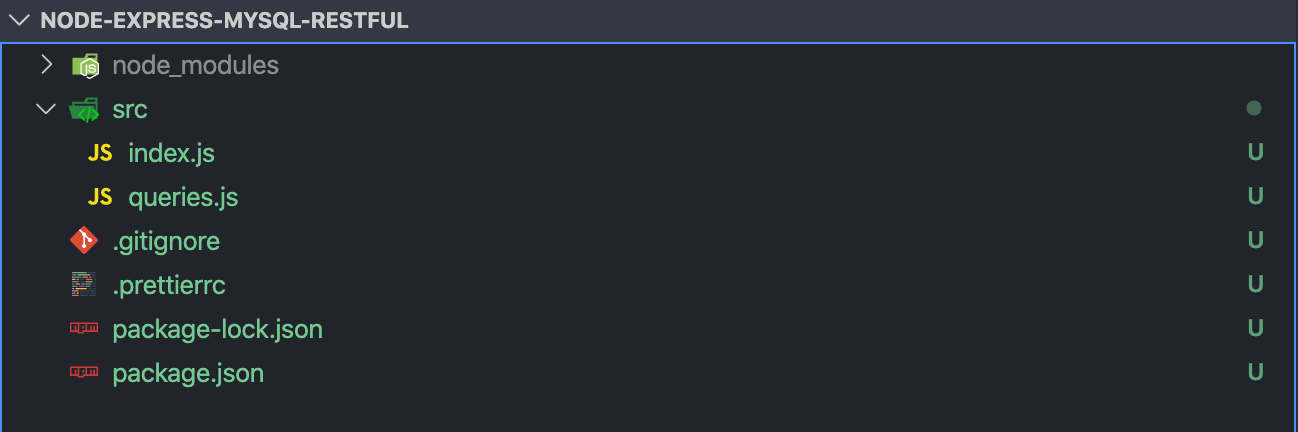 NODE-EXPRESS-MYSQL-RESTFUL
node_modules
src
JS index.js U
JS queries.js U
.gitignore U
.prettierrc U
package-lock.json U
package.json U